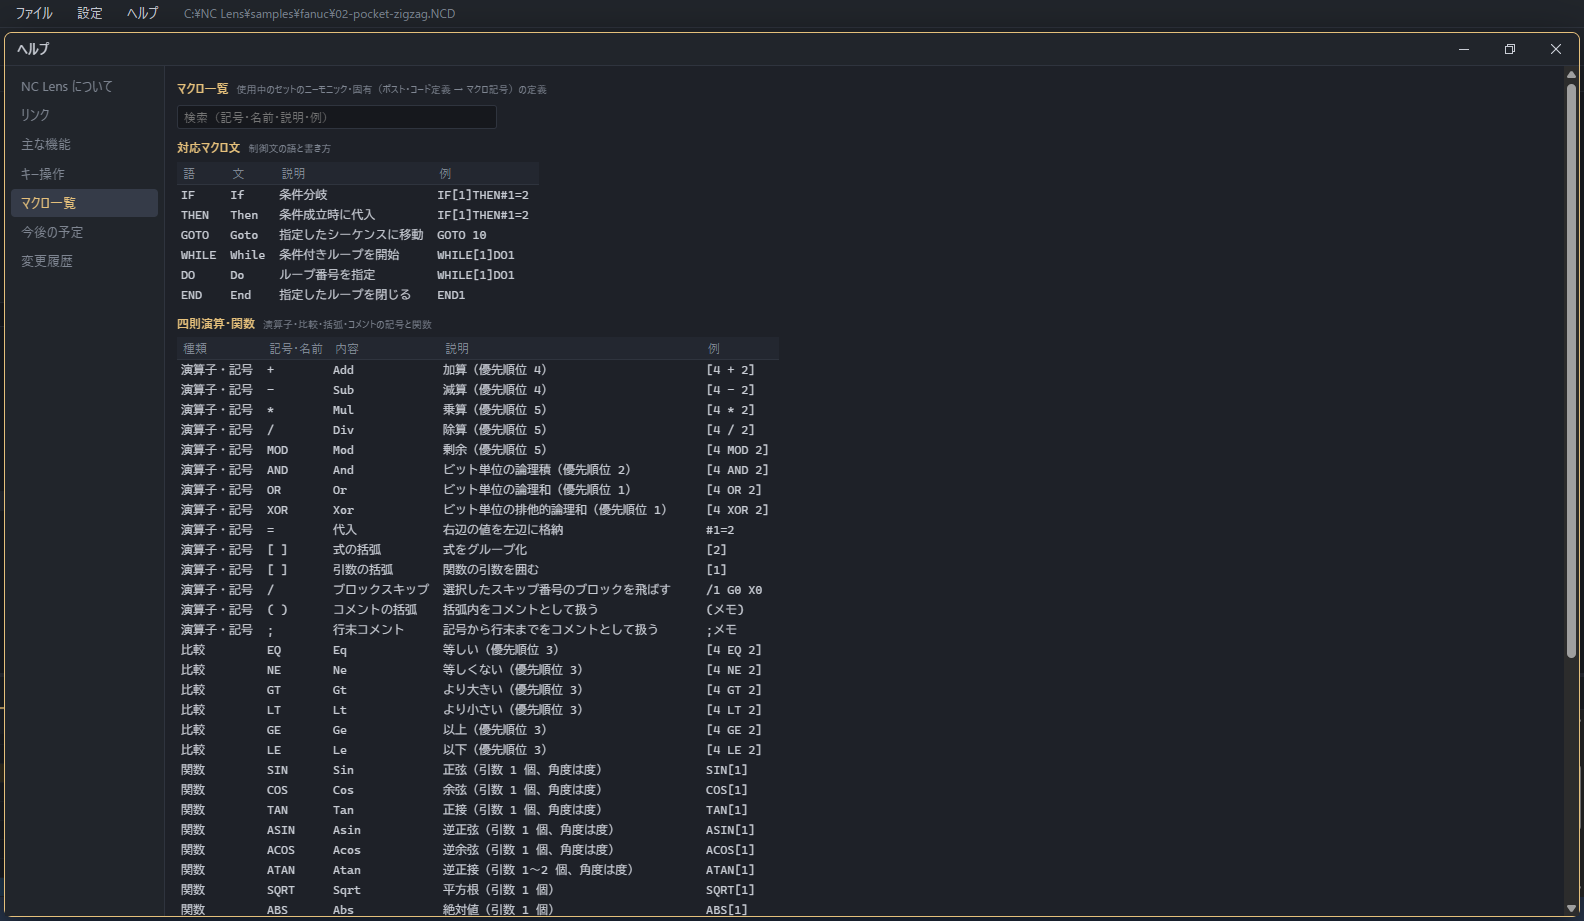 ファイル 設定 ヘルプ C:¥NC Lens¥samples¥fanuc¥02-pocket-zigzag.NCD
ヘルプ
NC Lens について
リンク
主な機能
キー操作
マクロ一覧
今後の予定
変更履歴
マクロ一覧 使用中のセットのニーモニック・固有（ポスト・コード定義 → マクロ記号）の定義
検索（記号・名前・説明・例）
対応マクロ文 制御文の語と書き方
語 文 説明 例
IF If 条件分岐 IF[1]THEN#1=2
THEN Then 条件成立時に代入 IF[1]THEN#1=2
GOTO Goto 指定したシーケンスに移動 GOTO 10
WHILE While 条件付きループを開始 WHILE[1]DO1
DO Do ループ番号を指定 WHILE[1]DO1
END End 指定したループを閉じる END1
四則演算・関数 演算子・比較・括弧・コメントの記号と関数
種類 記号・名前 内容 説明 例
演算子・記号 + Add 加算（優先順位 4） [4 + 2]
演算子・記号 - Sub 減算（優先順位 4） [4 - 2]
演算子・記号 * Mul 乗算（優先順位 5） [4 * 2]
演算子・記号 / Div 除算（優先順位 5） [4 / 2]
演算子・記号 MOD Mod 剰余（優先順位 5） [4 MOD 2]
演算子・記号 AND And ビット単位の論理積（優先順位 2） [4 AND 2]
演算子・記号 OR Or ビット単位の論理和（優先順位 1） [4 OR 2]
演算子・記号 XOR Xor ビット単位の排他的論理和（優先順位 1） [4 XOR 2]
演算子・記号 = 代入 右辺の値を左辺に格納 #1=2
演算子・記号 [ ] 式の括弧 式をグループ化 [2]
演算子・記号 [ ] 引数の括弧 関数の引数を囲む [1]
演算子・記号 / ブロックスキップ 選択したスキップ番号のブロックを飛ばす /1 G0 X0
演算子・記号 ( ) コメントの括弧 括弧内をコメントとして扱う (メモ)
演算子・記号 ; 行末コメント 記号から行末までをコメントとして扱う ;メモ
比較 EQ Eq 等しい（優先順位 3） [4 EQ 2]
比較 NE Ne 等しくない（優先順位 3） [4 NE 2]
比較 GT Gt より大きい（優先順位 3） [4 GT 2]
比較 LT Lt より小さい（優先順位 3） [4 LT 2]
比較 GE Ge 以上（優先順位 3） [4 GE 2]
比較 LE Le 以下（優先順位 3） [4 LE 2]
関数 SIN Sin 正弦（引数 1 個、角度は度） SIN[1]
関数 COS Cos 余弦（引数 1 個、角度は度） COS[1]
関数 TAN Tan 正接（引数 1 個、角度は度） TAN[1]
関数 ASIN Asin 逆正弦（引数 1 個、角度は度） ASIN[1]
関数 ACOS Acos 逆余弦（引数 1 個、角度は度） ACOS[1]
関数 ATAN Atan 逆正接（引数 1～2 個、角度は度） ATAN[1]
関数 SQRT Sqrt 平方根（引数 1 個） SQRT[1]
関数 ABS Abs 絶対値（引数 1 個） ABS[1]